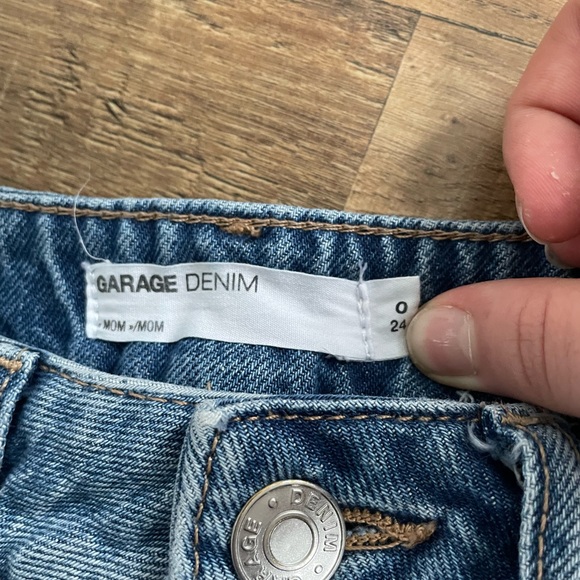 GARAGE DENIM
« MOM »/MOM
0
24
DENIM
GARAGE